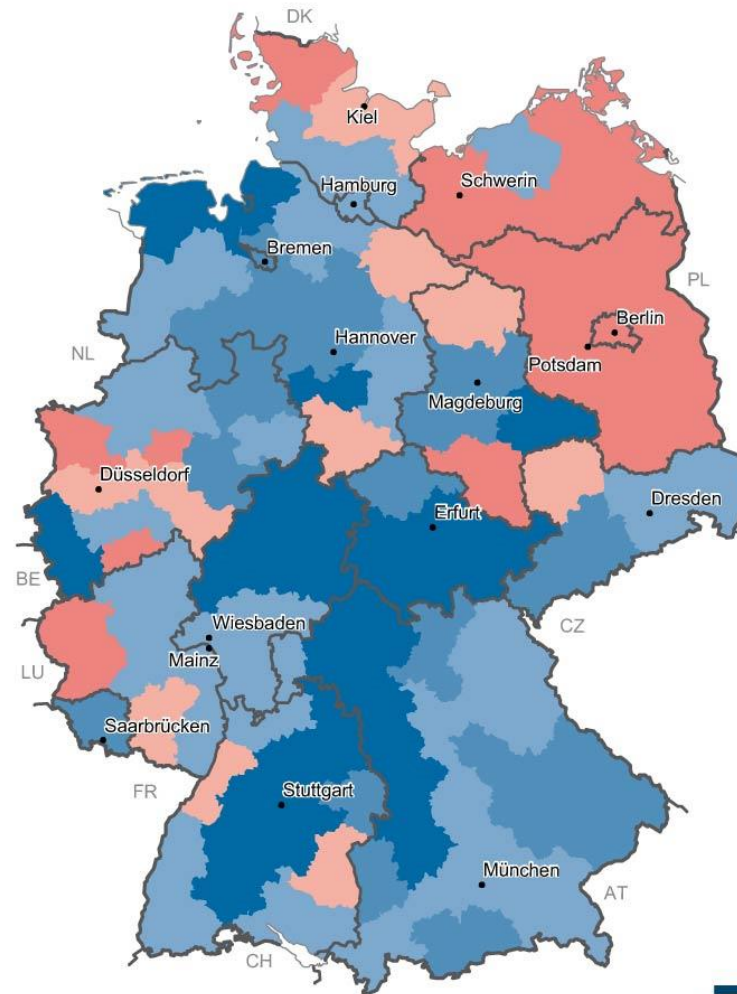 DK
Kiel
Hamburg
Schwerin
Bremen
PL
Berlin
Hannover
NL
Potsdam
Magdeburg
Düsseldorf
Dresden
Erfurt
BE
CZ
Wiesbaden
LU
Mainz
Saarbrücken
FR
Stuttgart
München
AT
CH